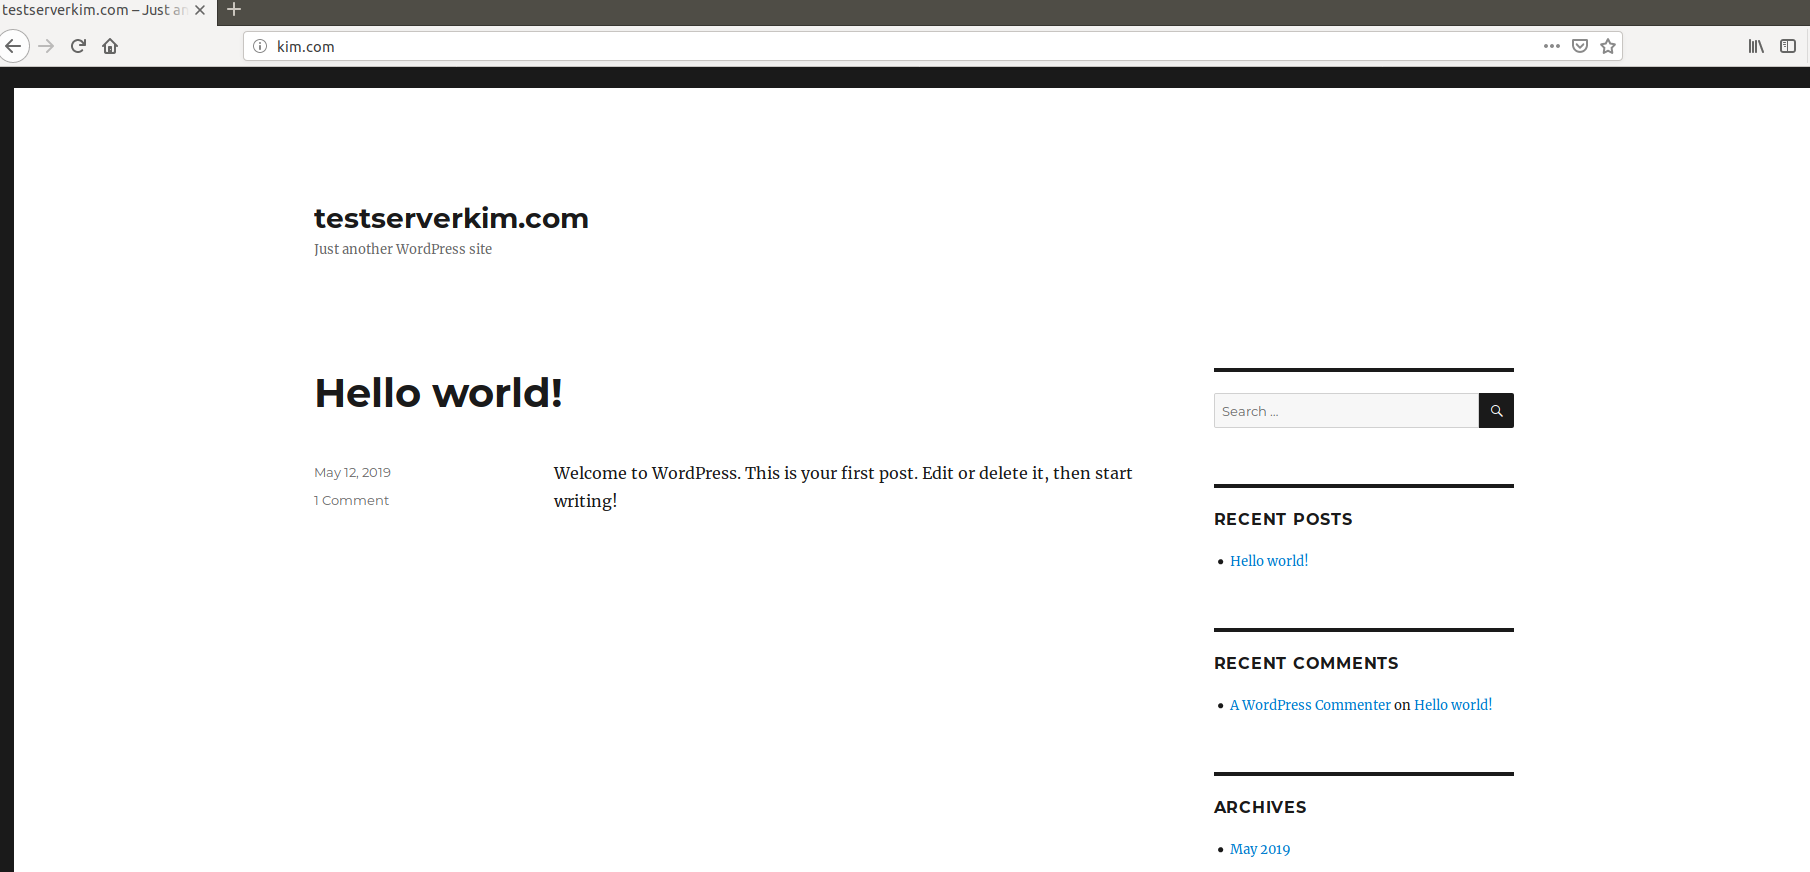 testserverkim.com – Just an
kim.com
testserverkim.com
Just another WordPress site
Hello world!
May 12, 2019
1 Comment
Welcome to WordPress. This is your first post. Edit or delete it, then start
writing!
Search …
RECENT POSTS
Hello world!
RECENT COMMENTS
A WordPress Commenter on Hello world!
ARCHIVES
May 2019